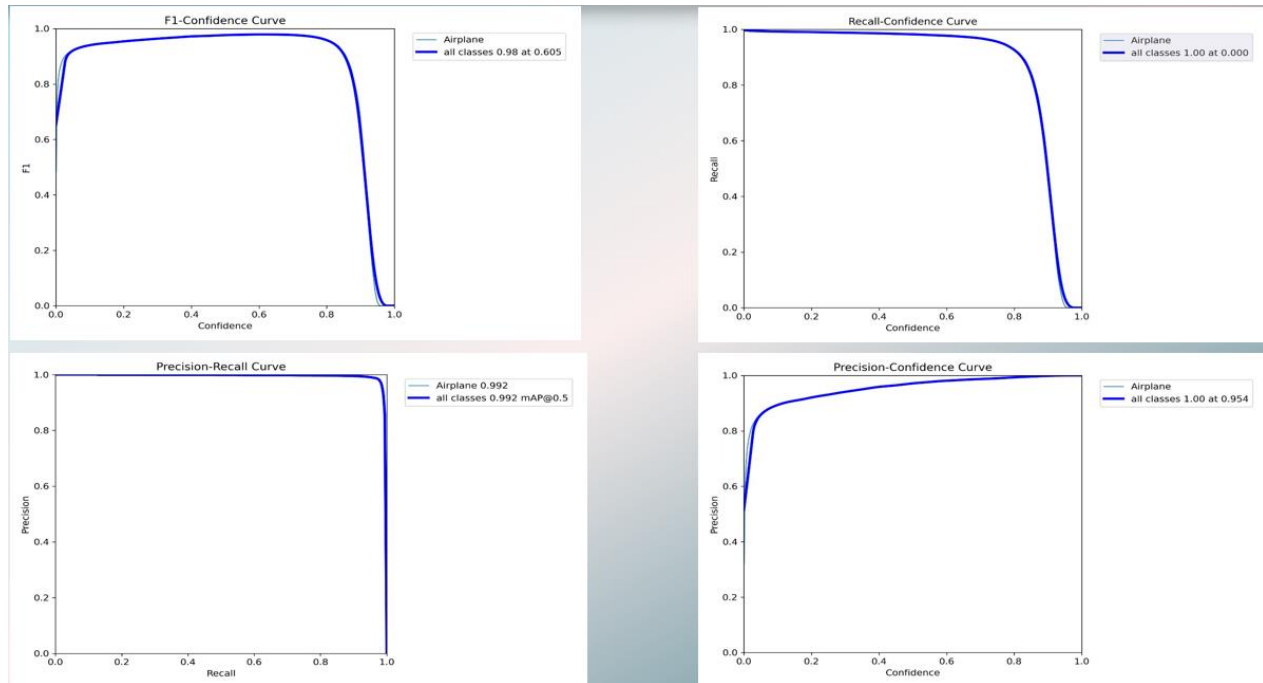 F1-Confidence Curve
1.0
0.8
0.6
0.4
0.2
0.0
F1
0.0 0.2 0.4 0.6 0.8 1.0
Confidence
Airplane
all classes 0.98 at 0.605
Recall-Confidence Curve
1.0
0.8
0.6
0.4
0.2
0.0
Recall
0.0 0.2 0.4 0.6 0.8 1.0
Confidence
Airplane
all classes 1.00 at 0.000
Precision-Recall Curve
1.0
0.8
0.6
0.4
0.2
0.0
Precision
0.0 0.2 0.4 0.6 0.8 1.0
Recall
Airplane 0.992
all classes 0.992 mAP@0.5
Precision-Confidence Curve
1.0
0.8
0.6
0.4
0.2
0.0
Precision
0.0 0.2 0.4 0.6 0.8 1.0
Confidence
Airplane
all classes 1.00 at 0.954